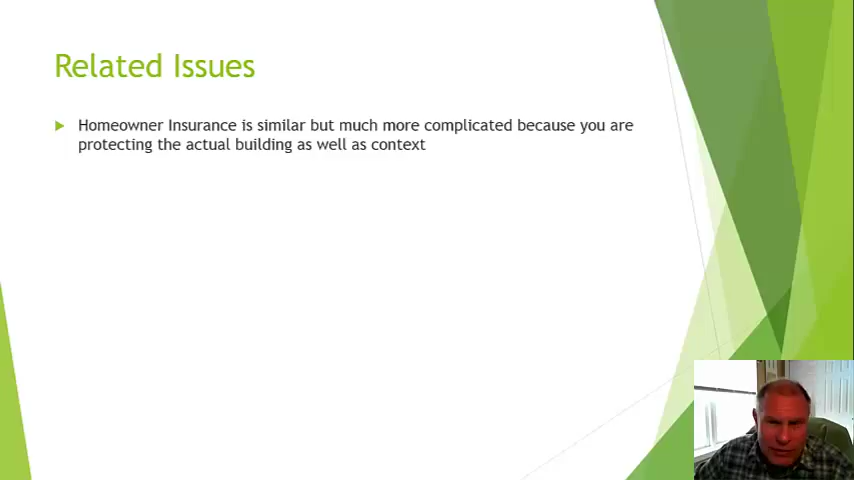 Related Issues
Homeowner Insurance is similar but much more complicated because you are
protecting the actual building as well as context